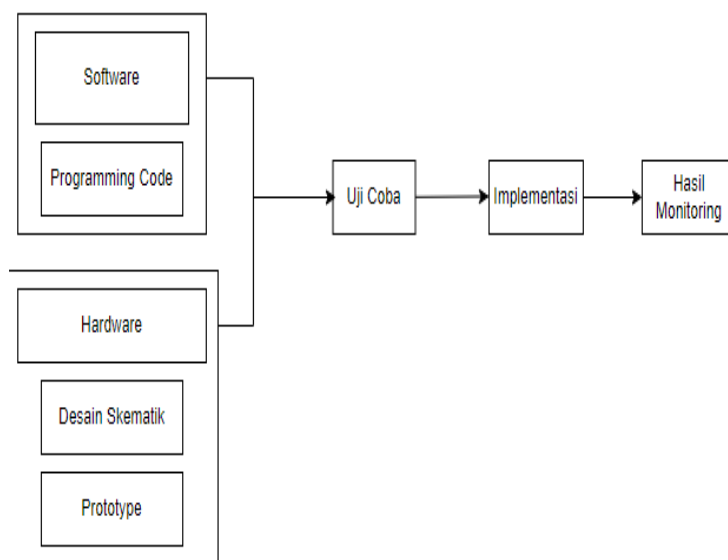 Software
Programming Code
Uji Coba
Implementasi
Hasil
Monitoring
Hardware
Desain Skematik
Prototype